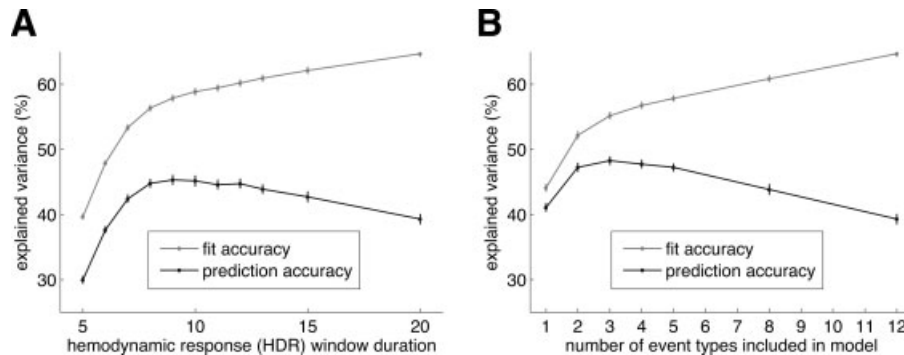 A
explained variance (%)
60
50
40
30
fit accuracy
prediction accuracy
5 10 15 20
hemodynamic response (HDR) window duration
B
explained variance (%)
60
50
40
30
fit accuracy
prediction accuracy
1 2 3 4 5 6 7 8 9 10 11 12
number of event types included in model